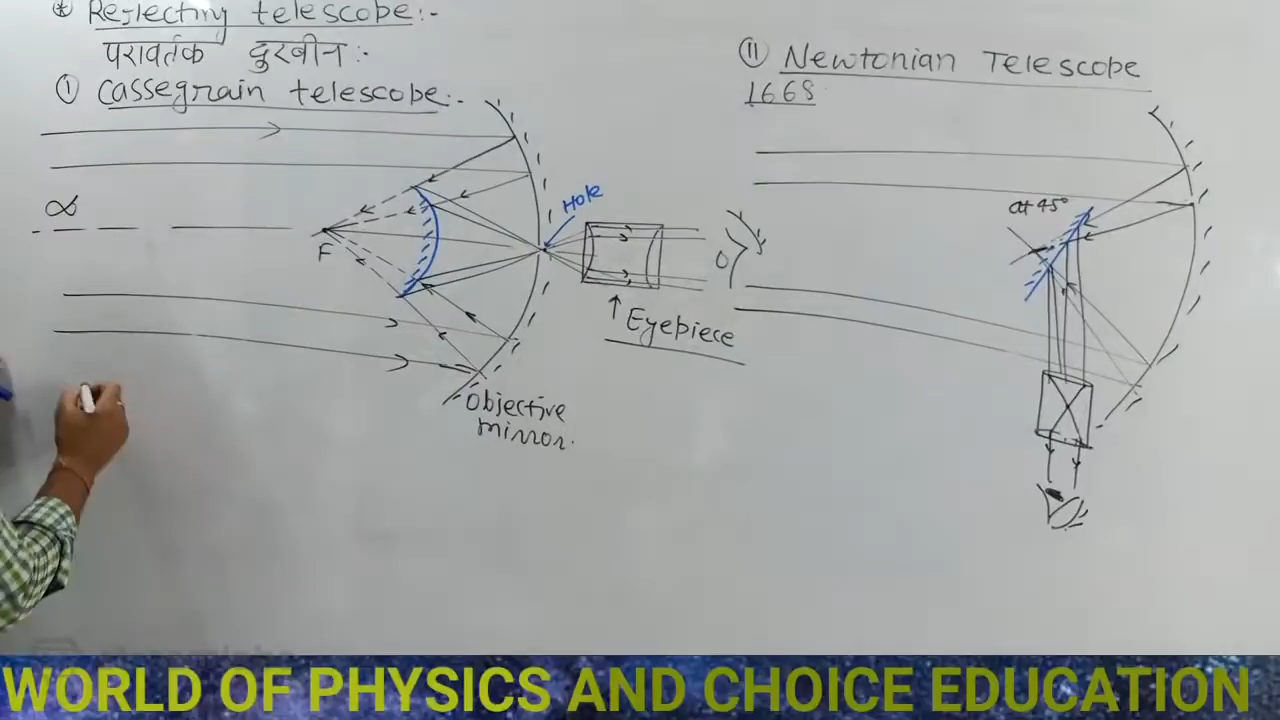 * Reflecting telescope:-
परावर्तक दुरबीन :-
① Cassegrain telescope:-
∞
F
Hole
↑ Eyepiece
Objective
mirror.
② Newtonian Telescope
1668
at 45°
WORLD OF PHYSICS AND CHOICE EDUCATION